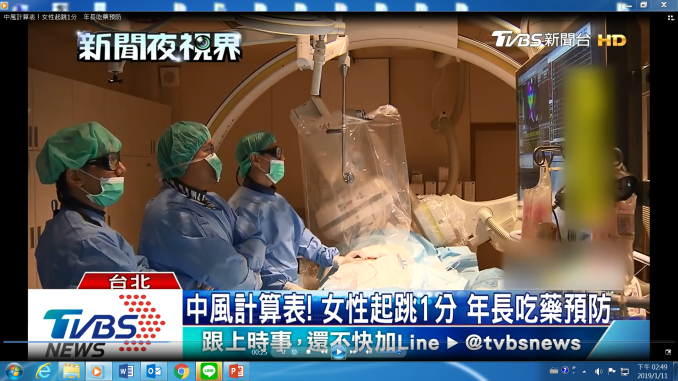 中風計算表！女性起跳1分　年長吃藥預防
新聞夜視界
TVBS新聞台 HD
台北
中風計算表! 女性起跳1分 年長吃藥預防
TVBS
NEWS
跟上時事,還不快加Line ▶ @tvbsnews
00:25
下午 02:49
2019/1/11